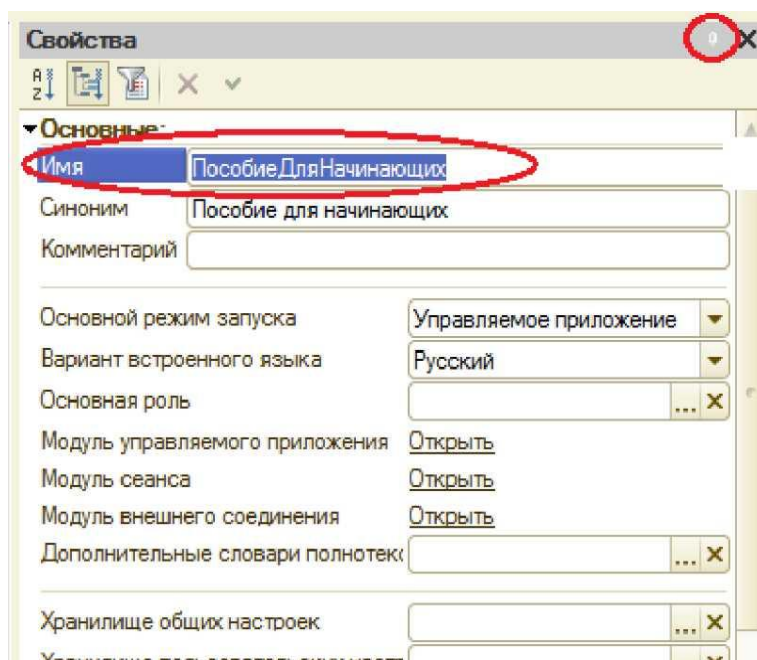 Свойства
Основные:
Имя ПособиеДляНачинающих
Синоним Пособие для начинающих
Комментарий
Основной режим запуска Управляемое приложение
Вариант встроенного языка Русский
Основная роль ... X
Модуль управляемого приложения Открыть
Модуль сеанса Открыть
Модуль внешнего соединения Открыть
Дополнительные словари полнотекс ... X
Хранилище общих настроек ... X